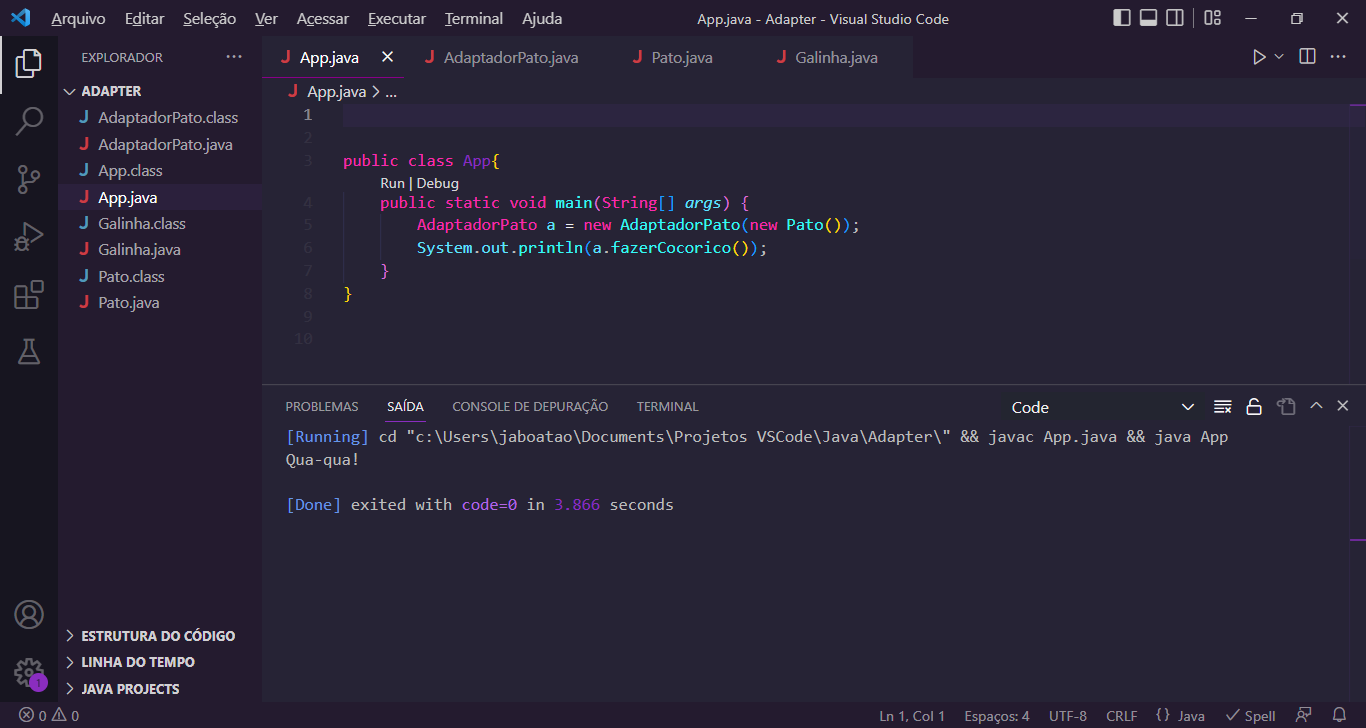 Arquivo Editar Seleção Ver Acessar Executar Terminal Ajuda App.java - Adapter - Visual Studio Code
EXPLORADOR ...
ADAPTER
J AdaptadorPato.class
J AdaptadorPato.java
J App.class
J App.java
J Galinha.class
J Galinha.java
J Pato.class
J Pato.java
ESTRUTURA DO CÓDIGO
LINHA DO TEMPO
JAVA PROJECTS
1
J App.java J AdaptadorPato.java J Pato.java J Galinha.java ...
J App.java > ...
1
2
3 public class App{
Run | Debug
4 public static void main(String[] args) {
5 AdaptadorPato a = new AdaptadorPato(new Pato());
6 System.out.println(a.fazerCocorico());
7 }
8 }
9
10
PROBLEMAS SAÍDA CONSOLE DE DEPURAÇÃO TERMINAL Code
[Running] cd "c:\Users\jaboatao\Documents\Projetos VSCode\Java\Adapter\" && javac App.java && java App
Qua-qua!
[Done] exited with code=0 in 3.866 seconds
0 0 Ln 1, Col 1 Espaços: 4 UTF-8 CRLF {} Java Spell